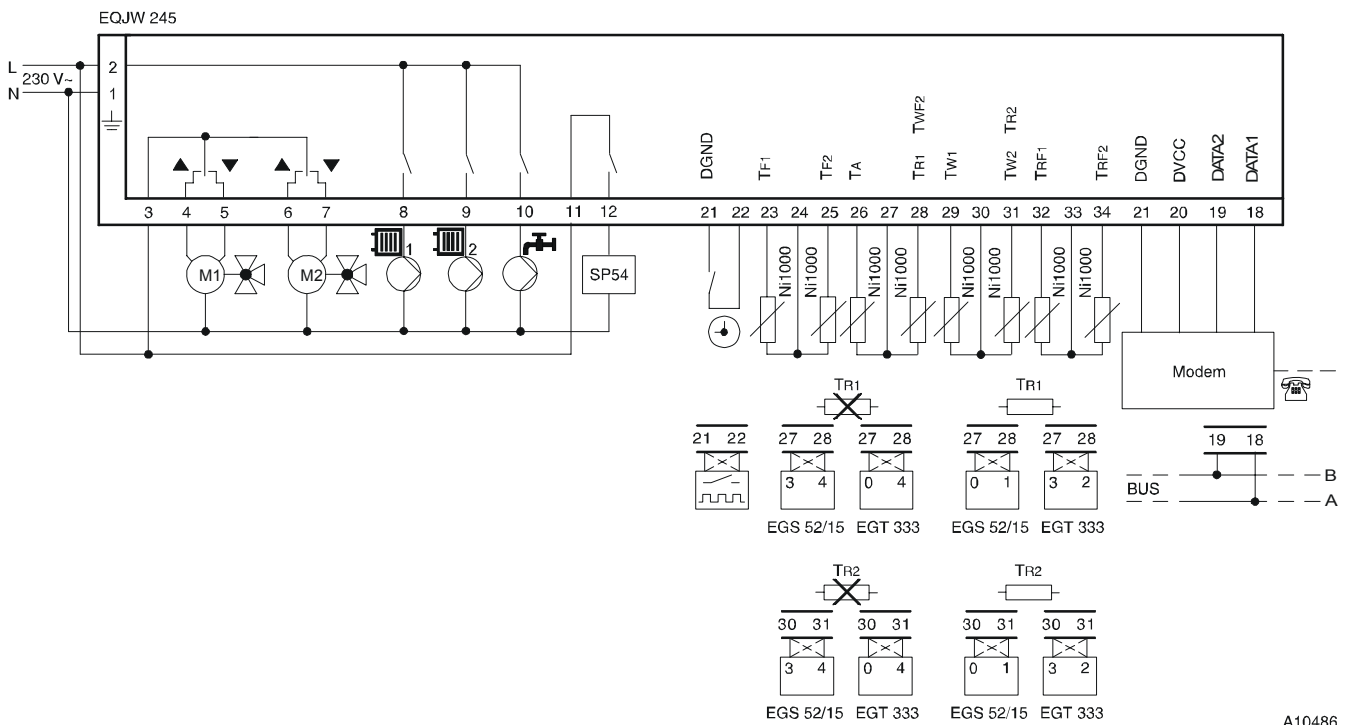 EQJW 245
L
230 V~
N
2
1
DGND
TF1
TF2
TA
TR1
TWF2
TW1
TW2
TR2
TRF1
TRF2
DGND
DVCC
DATA2
DATA1
3 4 5 6 7 8 9 10 11 12 21 22 23 24 25 26 27 28 29 30 31 32 33 34 21 20 19 18
1
2
M1
M2
SP54
Ni1000
Ni1000
Ni1000
Ni1000
Ni1000
Ni1000
Ni1000
Ni1000
Modem
TR1
TR1
21 22 27 28 27 28 27 28 27 28 19 18
3 4 0 4 0 1 3 2
BUS
B
A
EGS 52/15 EGT 333 EGS 52/15 EGT 333
TR2
TR2
30 31 30 31 30 31 30 31
3 4 0 4 0 1 3 2
EGS 52/15 EGT 333 EGS 52/15 EGT 333
A10486